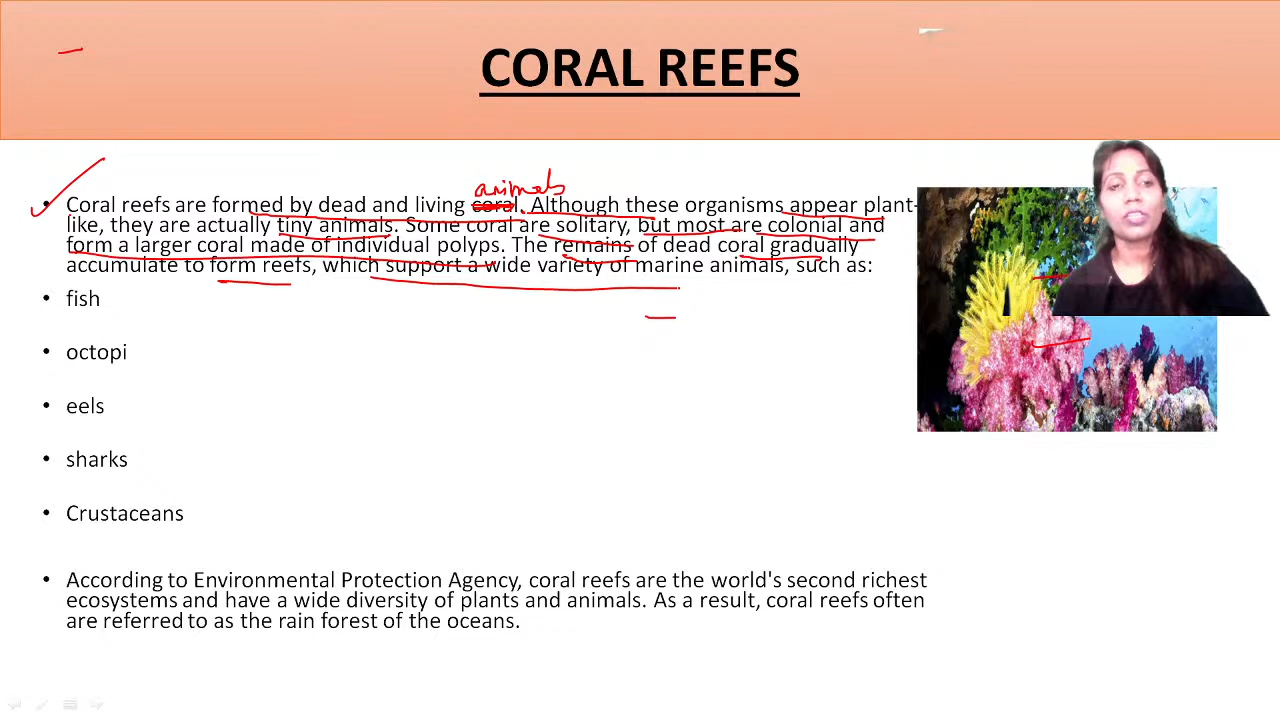 CORAL REEFS
animals
• Coral reefs are formed by dead and living coral. Although these organisms appear plant-
like, they are actually tiny animals. Some coral are solitary, but most are colonial and
form a larger coral made of individual polyps. The remains of dead coral gradually
accumulate to form reefs, which support a wide variety of marine animals, such as:
• fish
• octopi
• eels
• sharks
• Crustaceans
• According to Environmental Protection Agency, coral reefs are the world's second richest
ecosystems and have a wide diversity of plants and animals. As a result, coral reefs often
are referred to as the rain forest of the oceans.